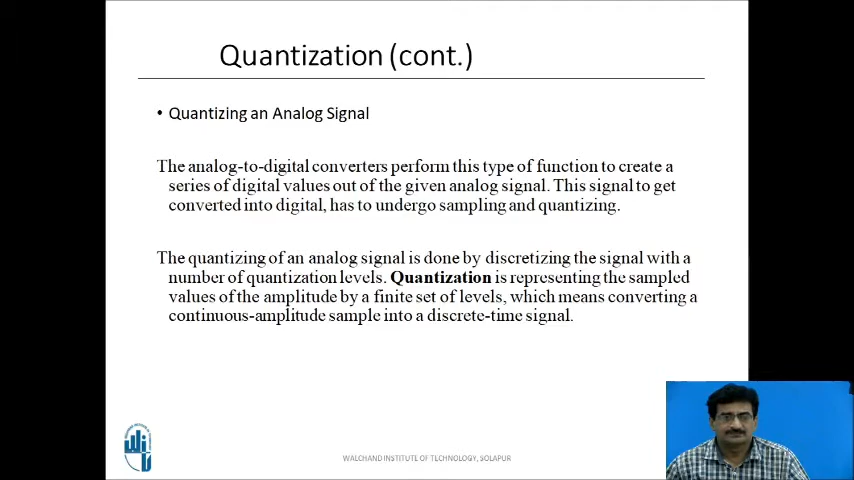 Quantization (cont.)
• Quantizing an Analog Signal
The analog-to-digital converters perform this type of function to create a
series of digital values out of the given analog signal. This signal to get
converted into digital, has to undergo sampling and quantizing.
The quantizing of an analog signal is done by discretizing the signal with a
number of quantization levels. Quantization is representing the sampled
values of the amplitude by a finite set of levels, which means converting a
continuous-amplitude sample into a discrete-time signal.
WALCHAND INSTITUTE OF TECHNOLOGY, SOLAPUR